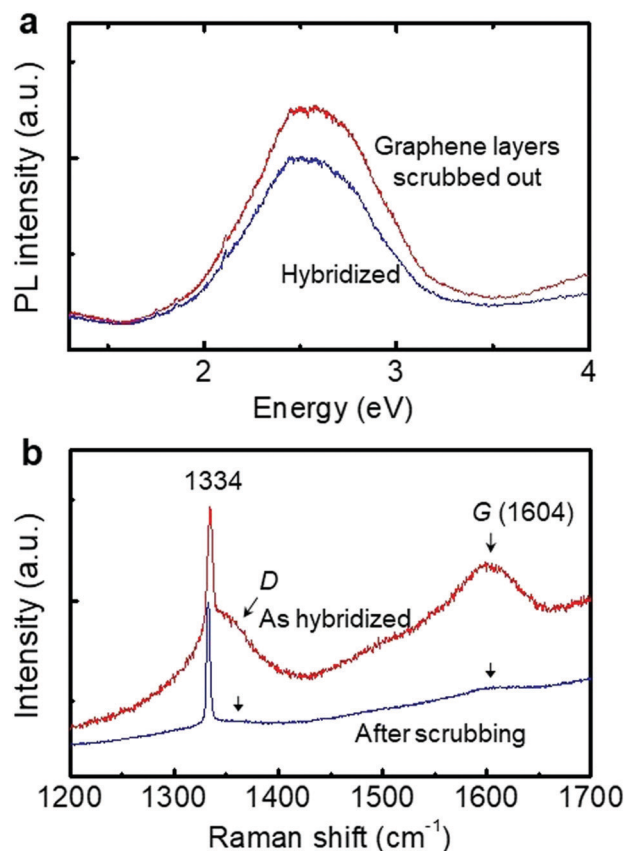 a
PL intensity (a.u.)
Graphene layers
scrubbed out
Hybridized
2
3
4
Energy (eV)
b
Intensity (a.u.)
1334
G (1604)
D
As hybridized
After scrubbing
1200
1300
1400
1500
1600
1700
Raman shift (cm⁻¹)